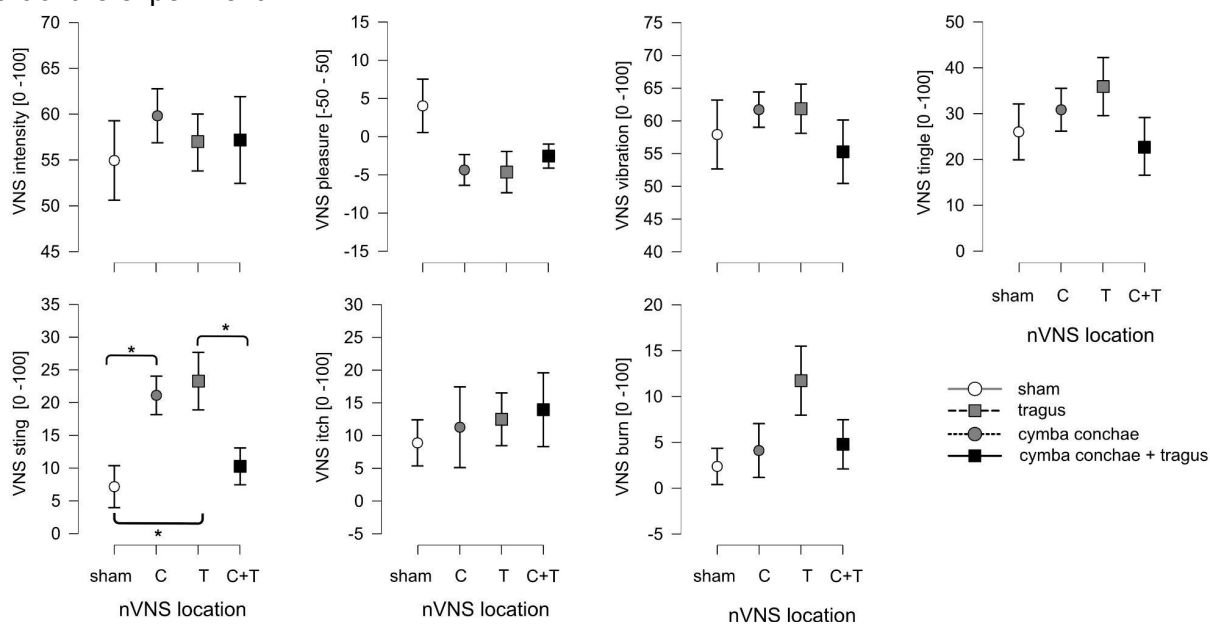 VNS intensity [0 -100]
70
65
60
55
50
45
VNS pleasure [-50 - 50]
15
10
5
0
-5
-10
-15
VNS vibration [0 -100]
75
70
65
60
55
50
45
40
VNS tingle [0 -100]
50
40
30
20
10
0
sham C T C+T
nVNS location
VNS sting [0 -100]
35
30
25
20
15
10
5
0
*
*
*
sham C T C+T
nVNS location
VNS itch [0 -100]
30
25
20
15
10
5
0
-5
sham C T C+T
nVNS location
VNS burn [0 -100]
20
15
10
5
0
-5
sham C T C+T
nVNS location
sham
tragus
cymba conchae
cymba conchae + tragus